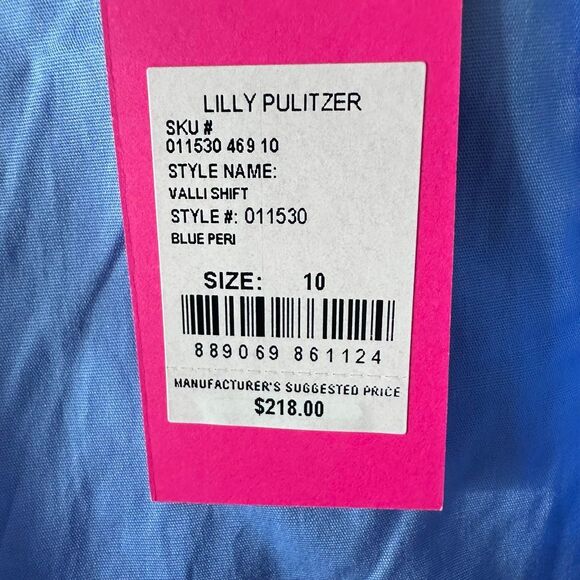 LILLY PULITZER
SKU #
011530 469 10
STYLE NAME:
VALLI SHIFT
STYLE #: 011530
BLUE PERI
SIZE: 10
889069 861124
MANUFACTURER'S SUGGESTED PRICE
$218.00